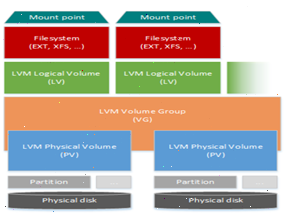 Mount point Mount point
Filesystem Filesystem
(EXT, XFS, ...) (EXT, XFS, ...)
LVM Logical Volume LVM Logical Volume
(LV) (LV)
LVM Volume Group
(VG)
LVM Physical Volume LVM Physical Volume
(PV) (PV)
Partition Partition
Physical disk Physical disk